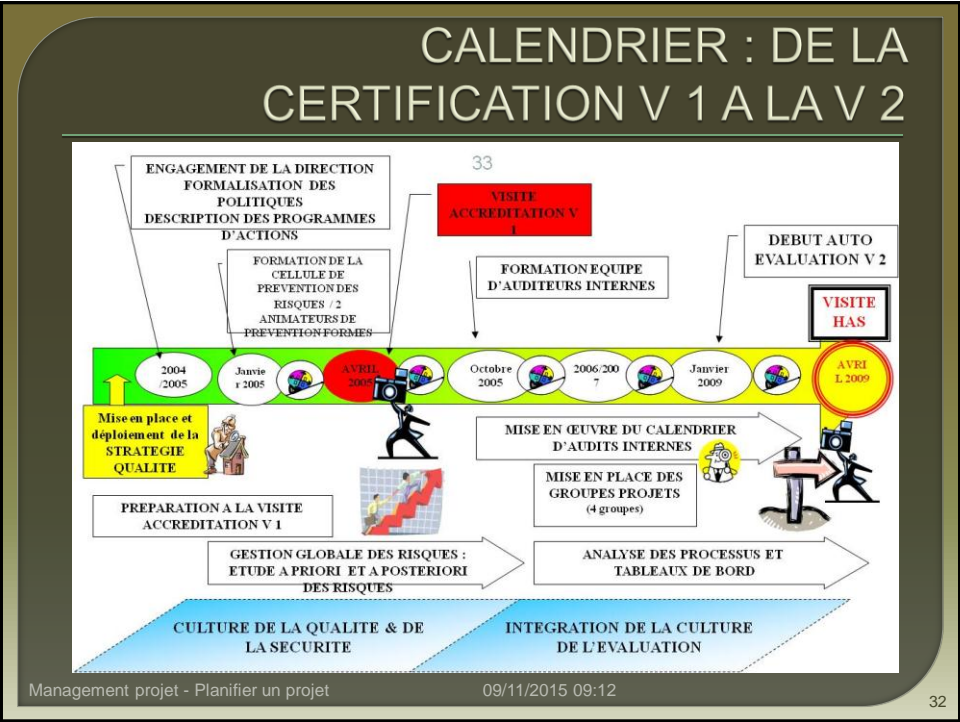 CALENDRIER : DE LA
CERTIFICATION V 1 A LA V 2
33
ENGAGEMENT DE LA DIRECTION
FORMALISATION DES
POLITIQUES
DESCRIPTION DES PROGRAMMES
D'ACTIONS
VISITE
ACCREDITATION V
1
FORMATION DE LA
CELLULE DE
PREVENTION DES
RISQUES / 2
ANIMATEURS DE
PREVENTION FORMES
FORMATION EQUIPE
D'AUDITEURS INTERNES
DEBUT AUTO
EVALUATION V 2
VISITE
HAS
2004
/2005
Janvie
r 2005
AVRIL
2005
Octobre
2005
2006/200
7
Janvier
2009
AVRI
L 2009
Mise en place et
déploiement de la
STRATEGIE
QUALITE
MISE EN ŒUVRE DU CALENDRIER
D'AUDITS INTERNES
MISE EN PLACE DES
GROUPES PROJETS
(4 groupes)
PREPARATION A LA VISITE
ACCREDITATION V 1
GESTION GLOBALE DES RISQUES :
ETUDE A PRIORI ET A POSTERIORI
DES RISQUES
ANALYSE DES PROCESSUS ET
TABLEAUX DE BORD
CULTURE DE LA QUALITE & DE
LA SECURITE
INTEGRATION DE LA CULTURE
DE L'EVALUATION
Management projet - Planifier un projet
09/11/2015 09:12
32